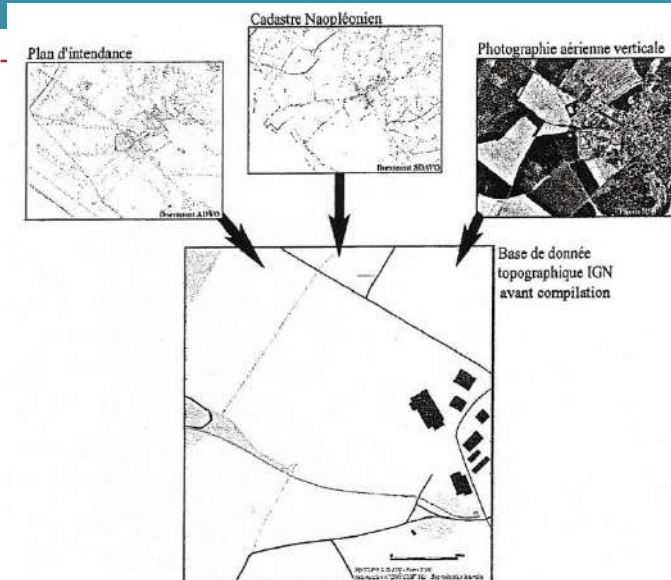 Cadastre Naopléonien
Plan d'intendance
Photographie aérienne verticale
Document ADVO
Document SDAVO
Base de donnée
topographique IGN
avant compilation